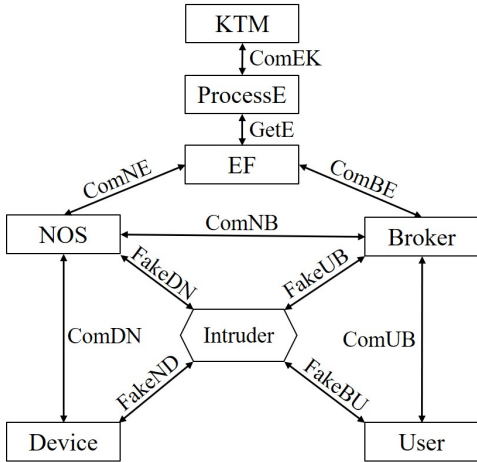 KTM
ComEK
ProcessE
GetE
EF
ComNE
ComBE
NOS
ComNB
Broker
FakeDN
FakeUB
ComDN
Intruder
ComUB
FakeND
FakeBU
Device
User